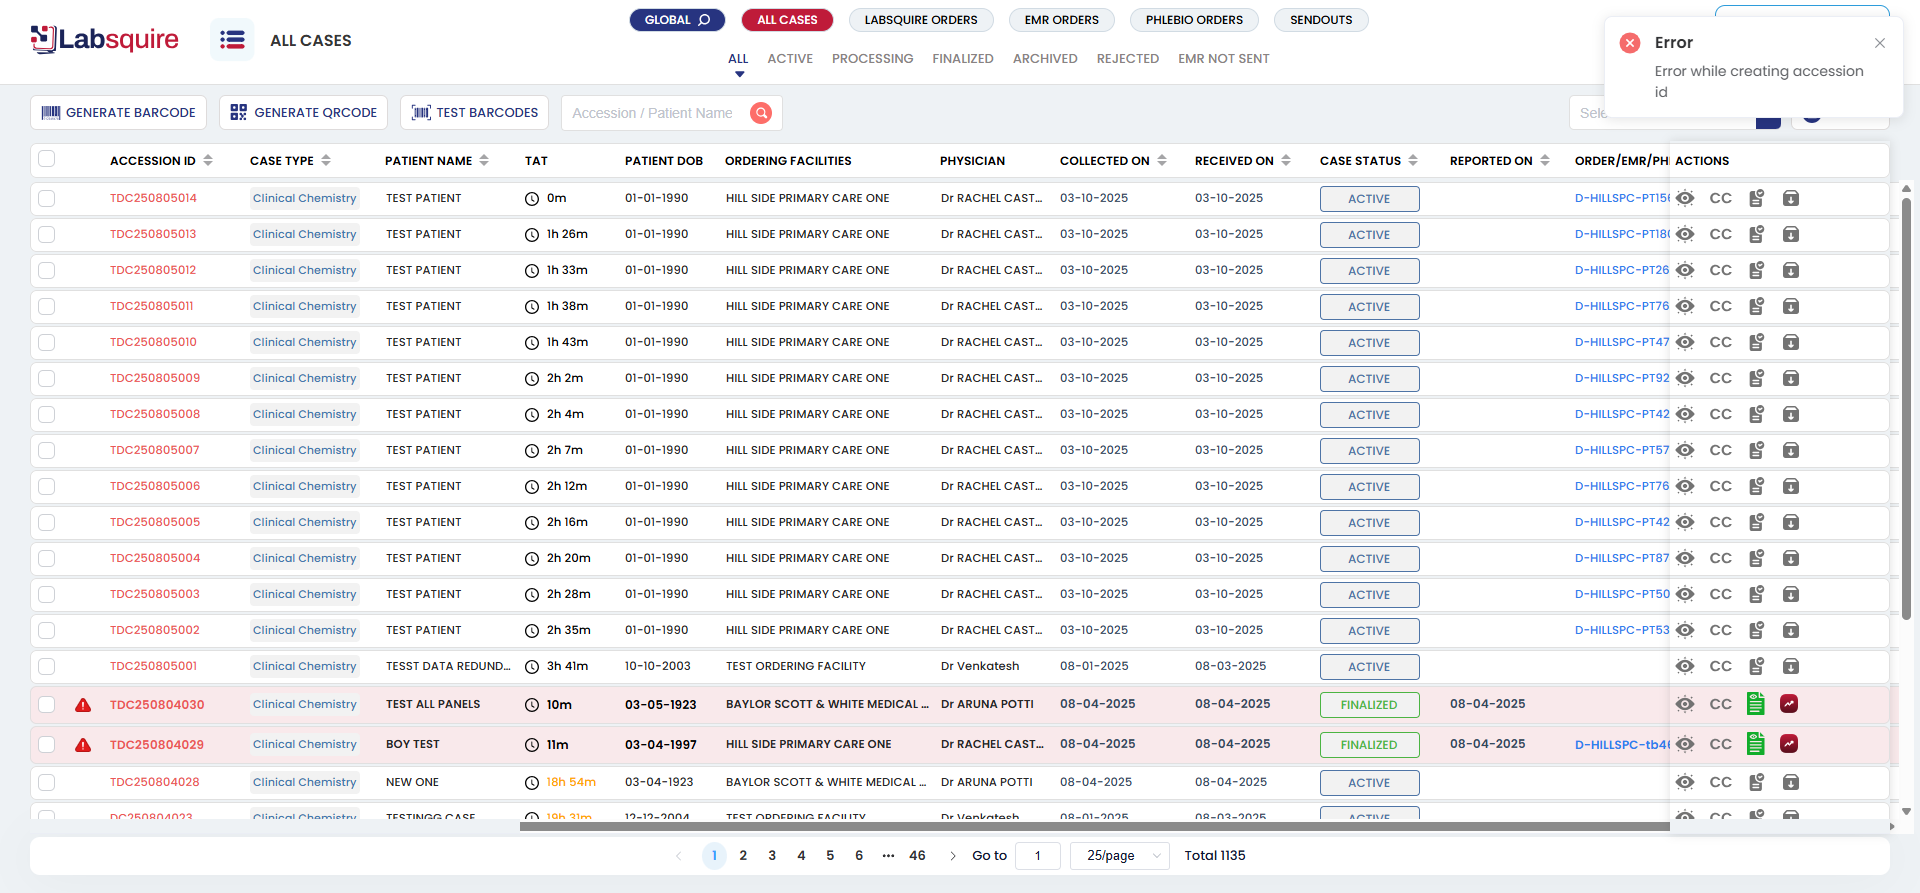 Labsquire
ALL CASES
GLOBAL
ALL CASES
LABSQUIRE ORDERS
EMR ORDERS
PHLEBIO ORDERS
SENDOUTS
ALL ACTIVE PROCESSING FINALIZED ARCHIVED REJECTED EMR NOT SENT
Error
Error while creating accession
id
GENERATE BARCODE
GENERATE QRCODE
TEST BARCODES
Accession / Patient Name
Sele
ACCESSION ID CASE TYPE PATIENT NAME TAT PATIENT DOB ORDERING FACILITIES PHYSICIAN COLLECTED ON RECEIVED ON CASE STATUS REPORTED ON ORDER/EMR/PH ACTIONS
TDC250805014 Clinical Chemistry TEST PATIENT 0m 01-01-1990 HILL SIDE PRIMARY CARE ONE Dr RACHEL CAST... 03-10-2025 03-10-2025 ACTIVE D-HILLSPC-PT156 CC
TDC250805013 Clinical Chemistry TEST PATIENT 1h 26m 01-01-1990 HILL SIDE PRIMARY CARE ONE Dr RACHEL CAST... 03-10-2025 03-10-2025 ACTIVE D-HILLSPC-PT180 CC
TDC250805012 Clinical Chemistry TEST PATIENT 1h 33m 01-01-1990 HILL SIDE PRIMARY CARE ONE Dr RACHEL CAST... 03-10-2025 03-10-2025 ACTIVE D-HILLSPC-PT26 CC
TDC250805011 Clinical Chemistry TEST PATIENT 1h 38m 01-01-1990 HILL SIDE PRIMARY CARE ONE Dr RACHEL CAST... 03-10-2025 03-10-2025 ACTIVE D-HILLSPC-PT76 CC
TDC250805010 Clinical Chemistry TEST PATIENT 1h 43m 01-01-1990 HILL SIDE PRIMARY CARE ONE Dr RACHEL CAST... 03-10-2025 03-10-2025 ACTIVE D-HILLSPC-PT47 CC
TDC250805009 Clinical Chemistry TEST PATIENT 2h 2m 01-01-1990 HILL SIDE PRIMARY CARE ONE Dr RACHEL CAST... 03-10-2025 03-10-2025 ACTIVE D-HILLSPC-PT92 CC
TDC250805008 Clinical Chemistry TEST PATIENT 2h 4m 01-01-1990 HILL SIDE PRIMARY CARE ONE Dr RACHEL CAST... 03-10-2025 03-10-2025 ACTIVE D-HILLSPC-PT42 CC
TDC250805007 Clinical Chemistry TEST PATIENT 2h 7m 01-01-1990 HILL SIDE PRIMARY CARE ONE Dr RACHEL CAST... 03-10-2025 03-10-2025 ACTIVE D-HILLSPC-PT57 CC
TDC250805006 Clinical Chemistry TEST PATIENT 2h 12m 01-01-1990 HILL SIDE PRIMARY CARE ONE Dr RACHEL CAST... 03-10-2025 03-10-2025 ACTIVE D-HILLSPC-PT76 CC
TDC250805005 Clinical Chemistry TEST PATIENT 2h 16m 01-01-1990 HILL SIDE PRIMARY CARE ONE Dr RACHEL CAST... 03-10-2025 03-10-2025 ACTIVE D-HILLSPC-PT42 CC
TDC250805004 Clinical Chemistry TEST PATIENT 2h 20m 01-01-1990 HILL SIDE PRIMARY CARE ONE Dr RACHEL CAST... 03-10-2025 03-10-2025 ACTIVE D-HILLSPC-PT87 CC
TDC250805003 Clinical Chemistry TEST PATIENT 2h 28m 01-01-1990 HILL SIDE PRIMARY CARE ONE Dr RACHEL CAST... 03-10-2025 03-10-2025 ACTIVE D-HILLSPC-PT50 CC
TDC250805002 Clinical Chemistry TEST PATIENT 2h 35m 01-01-1990 HILL SIDE PRIMARY CARE ONE Dr RACHEL CAST... 03-10-2025 03-10-2025 ACTIVE D-HILLSPC-PT53 CC
TDC250805001 Clinical Chemistry TESST DATA REDUND... 3h 41m 10-10-2003 TEST ORDERING FACILITY Dr Venkatesh 08-01-2025 08-03-2025 ACTIVE CC
TDC250804030 Clinical Chemistry TEST ALL PANELS 10m 03-05-1923 BAYLOR SCOTT & WHITE MEDICAL ... Dr ARUNA POTTI 08-04-2025 08-04-2025 FINALIZED 08-04-2025 CC
TDC250804029 Clinical Chemistry BOY TEST 11m 03-04-1997 HILL SIDE PRIMARY CARE ONE Dr RACHEL CAST... 08-04-2025 08-04-2025 FINALIZED 08-04-2025 D-HILLSPC-tb46 CC
TDC250804028 Clinical Chemistry NEW ONE 18h 54m 03-04-1923 BAYLOR SCOTT & WHITE MEDICAL ... Dr ARUNA POTTI 08-04-2025 08-04-2025 ACTIVE CC
DC250804023 Clinical Chemistry TESTINGG CASE 19h 31m 12-12-2004 TEST ORDERING FACILITY Dr Venkatesh 08-01-2025 08-03-2025 ACTIVE CC
1 2 3 4 5 6 ••• 46 Go to 1 25/page Total 1135